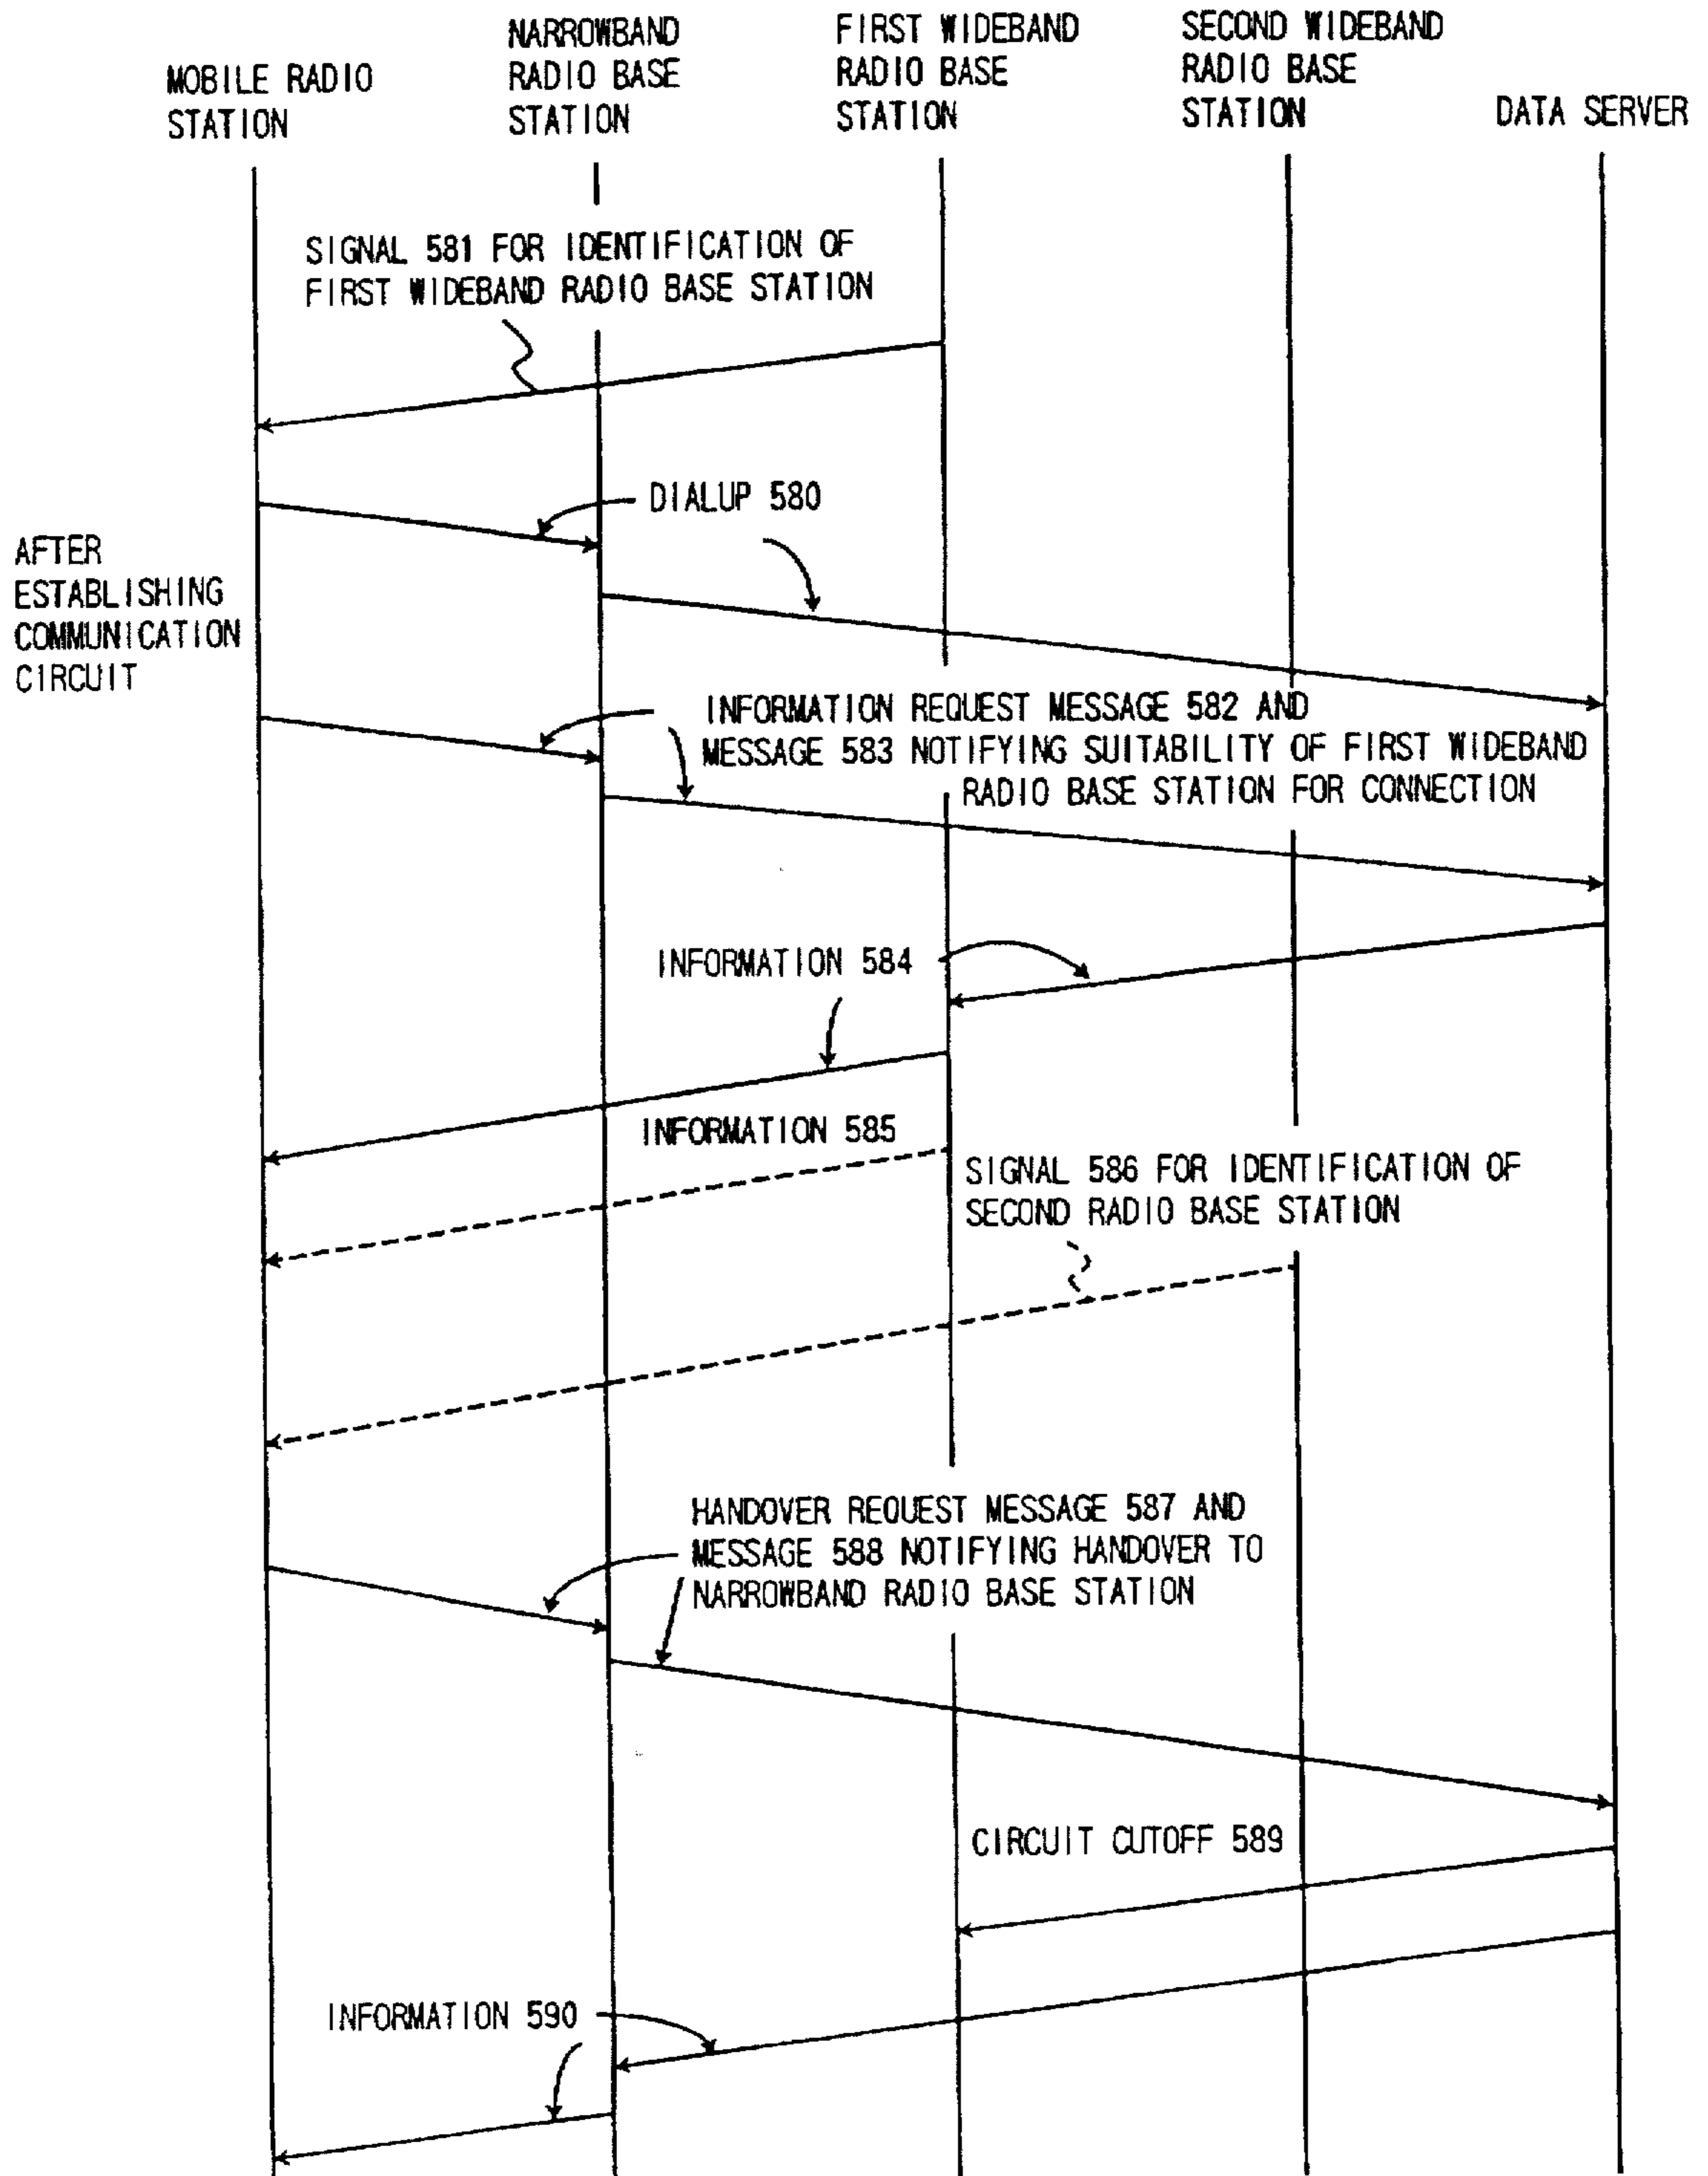 MOBILE RADIO
STATION
NARROWBAND
RADIO BASE
STATION
FIRST WIDEBAND
RADIO BASE
STATION
SECOND WIDEBAND
RADIO BASE
STATION
DATA SERVER
SIGNAL 581 FOR IDENTIFICATION OF
FIRST WIDEBAND RADIO BASE STATION
DIALUP 580
AFTER
ESTABLISHING
COMMUNICATION
CIRCUIT
INFORMATION REQUEST MESSAGE 582 AND
MESSAGE 583 NOTIFYING SUITABILITY OF FIRST WIDEBAND
RADIO BASE STATION FOR CONNECTION
INFORMATION 584
INFORMATION 585
SIGNAL 586 FOR IDENTIFICATION OF
SECOND RADIO BASE STATION
HANDOVER REQUEST MESSAGE 587 AND
MESSAGE 588 NOTIFYING HANDOVER TO
NARROWBAND RADIO BASE STATION
CIRCUIT CUTOFF 589
INFORMATION 590